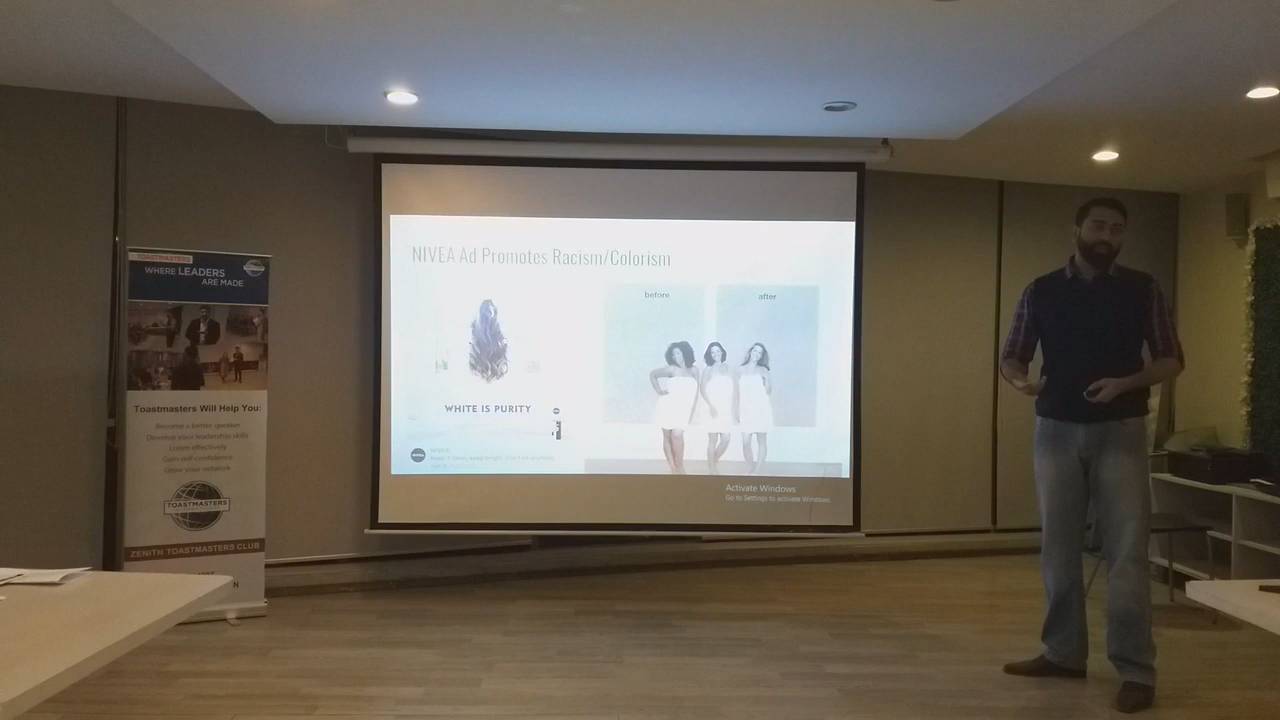 TOASTMASTERS
WHERE LEADERS
ARE MADE
Toastmasters Will Help You:
Become a better speaker
Develop your leadership skills
Learn effectively
Gain self-confidence
Grow your network
TOASTMASTERS
ZENITH TOASTMASTERS CLUB
N
NIVEA Ad Promotes Racism/Colorism
WHITE IS PURITY
NIVEA
before
after
Activate Windows
Go to Settings to activate Windows.